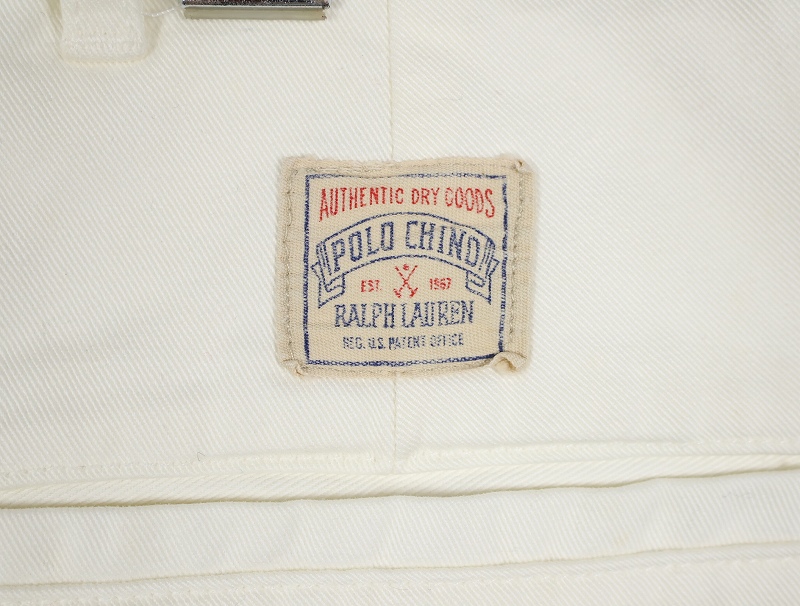 AUTHENTIC DRY GOODS
POLO CHINO
EST. 1967
RALPH LAUREN
REG. U.S. PATENT OFFICE